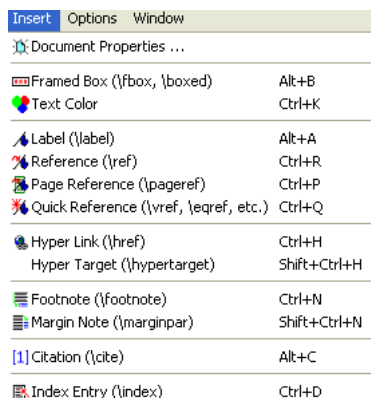 Insert Options Window
Document Properties ...
Framed Box (\fbox, \boxed) Alt+B
Text Color Ctrl+K
Label (\label) Alt+A
Reference (\ref) Ctrl+R
Page Reference (\pageref) Ctrl+P
Quick Reference (\vref, \eqref, etc.) Ctrl+Q
Hyper Link (\href) Ctrl+H
Hyper Target (\hypertarget) Shift+Ctrl+H
Footnote (\footnote) Ctrl+N
Margin Note (\marginpar) Shift+Ctrl+N
[1] Citation (\cite) Alt+C
Index Entry (\index) Ctrl+D